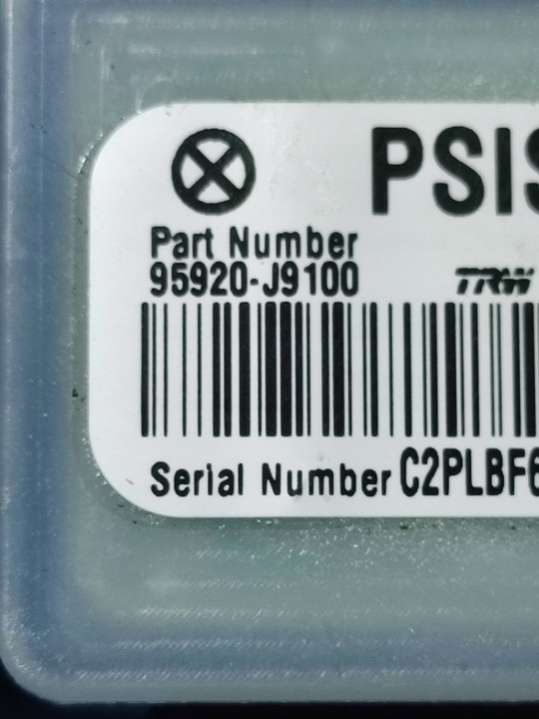 PSIS
Part Number
95920-J9100
TRW
Serial Number C2PLBF6